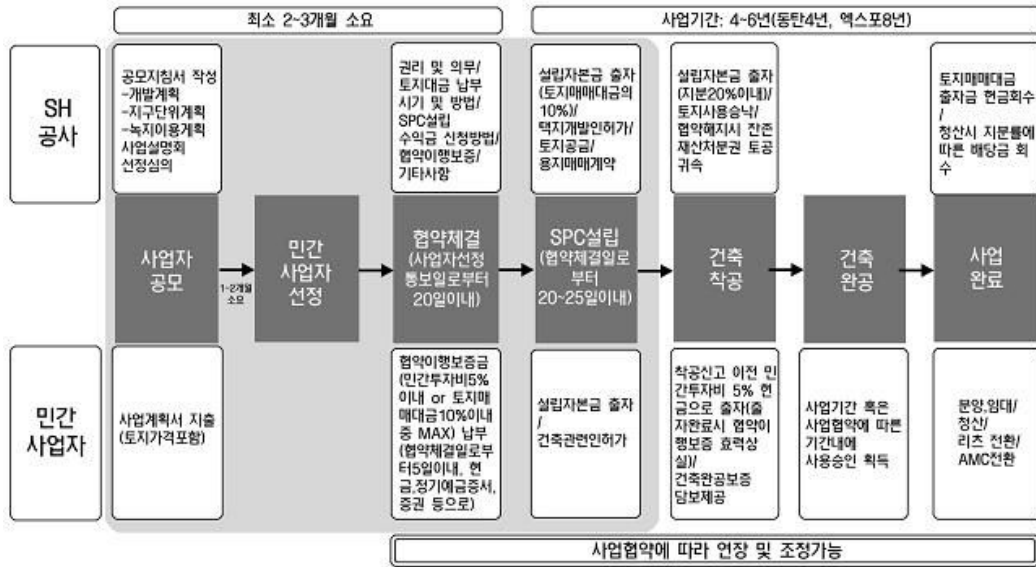 최소 2~3개월 소요
사업기간: 4~6년(동탄4년, 엑스포8년)
SH
공사
공모지침서 작성
-개발계획
-지구단위계획
-녹지이용계획
사업설명회
선정심의
권리 및 의무/
토지대금 납부
시기 및 방법/
SPC설립
수익금 신청방법/
협약이행보증/
기타사항
설립자본금 출자
(토지매매대금의
10%)/
택지개발인허가/
토지공급/
용지매매계약
설립자본금 출자
(지분20%이내)/
토지사용승낙/
협약해지시 잔존
재산처분권 토공
귀속
토지매매대금
출자금 현금회수
/
청산시 지분률에
따른 배당금 회
수
사업자
공모
1~2개월
소모
민간
사업자
선정
협약체결
(사업자선정
통보일로부터
20일이내)
SPC설립
(협약체결일로
부터
20~25일이내)
건축
착공
건축
완공
사업
완료
민간
사업자
사업계획서 지출
(토지가격포함)
협약이행보증금
(민간투자비5%
이내 or 토지매
매대금10%이내
중 MAX) 납부
(협약체결일로부
터5일이내, 현
금,정기예금증서,
증권 등으로)
설립자본금 출자
/
건축관련인허가
착공신고 이전 민
간투자비 5% 현
금으로 출자(출
자완료시 협약이
행보증 효력상
실)/
건축완공보증
담보제공
사업기간 혹은
사업협약에 따른
기간내에
사용승인 획득
분양,임대/
청산/
리츠 전환/
AMC전환
사업협약에 따라 연장 및 조정가능